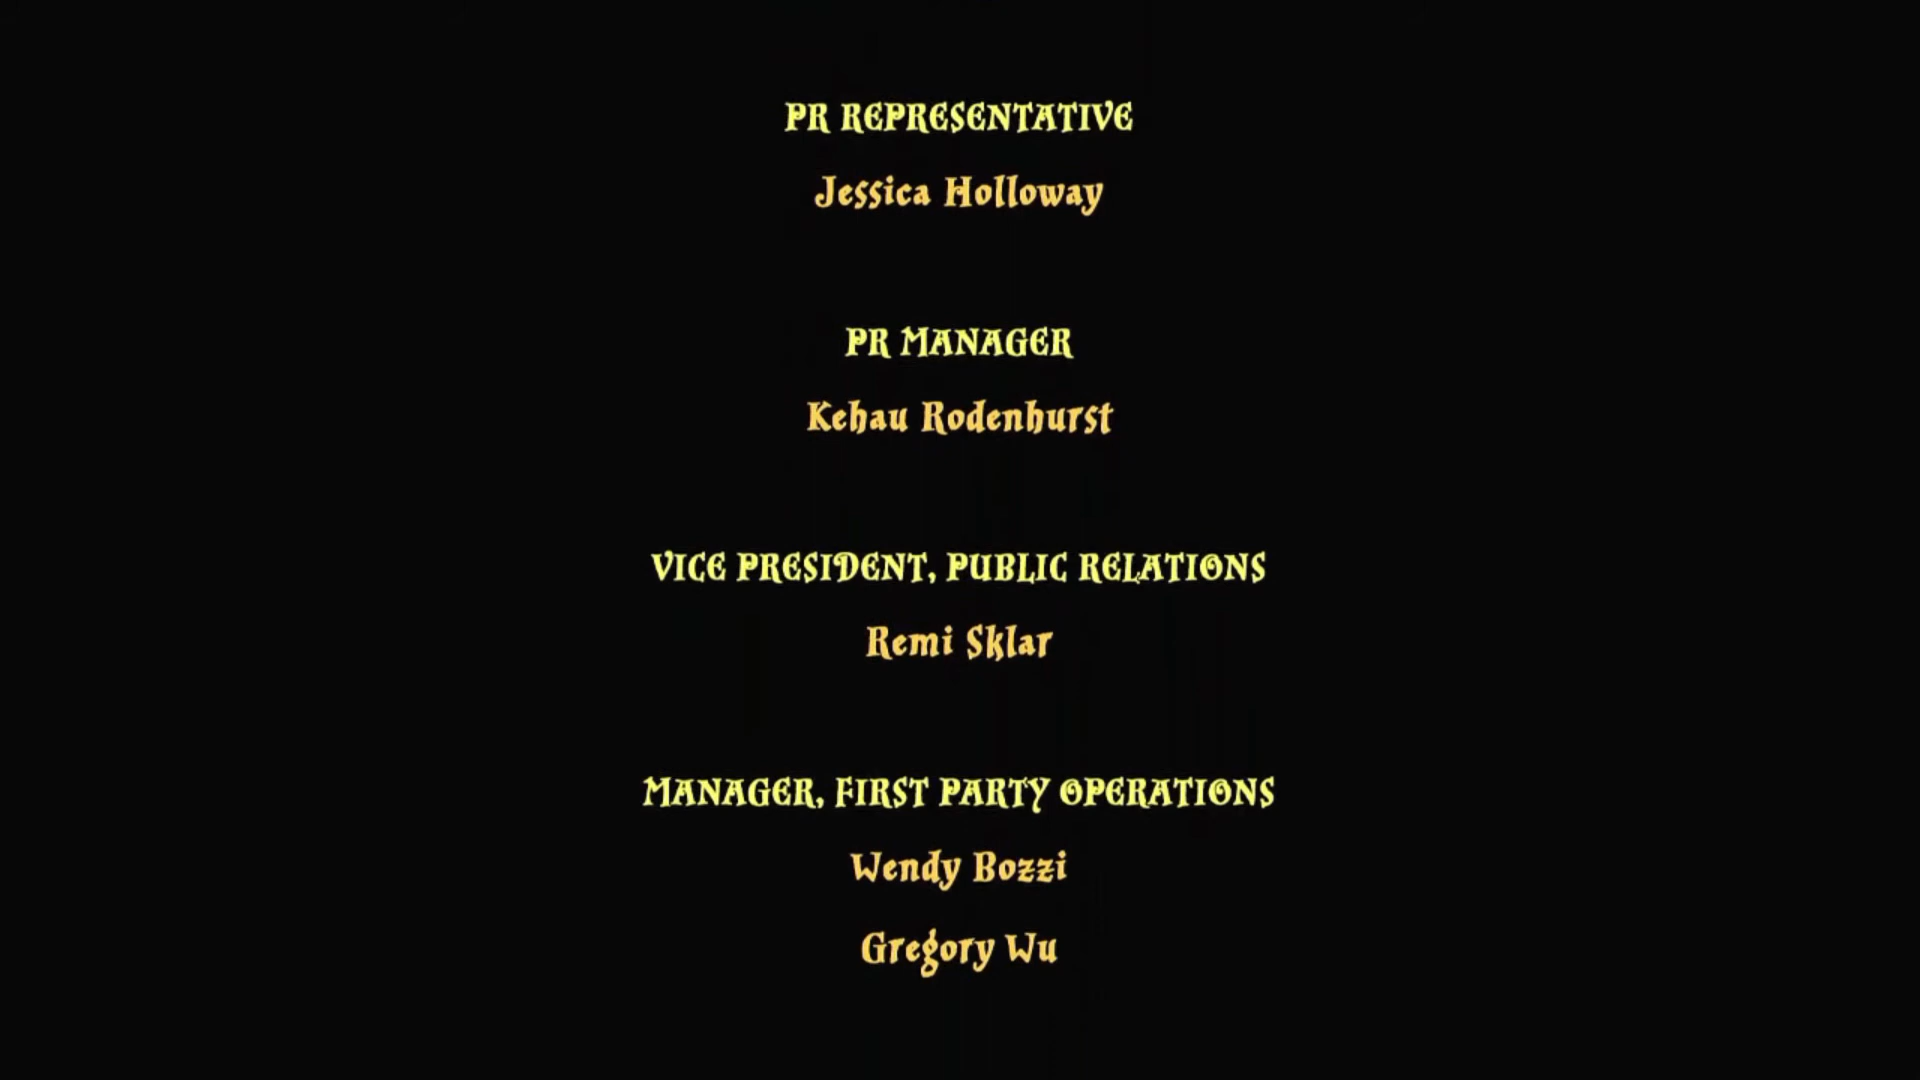 PR REPRESENTATIVE
Jessica Holloway
PR MANAGER
Kehau Rodenhurst
VICE PRESIDENT, PUBLIC RELATIONS
Remi Sklar
MANAGER, FIRST PARTY OPERATIONS
Wendy Bozzi
Gregory Wu